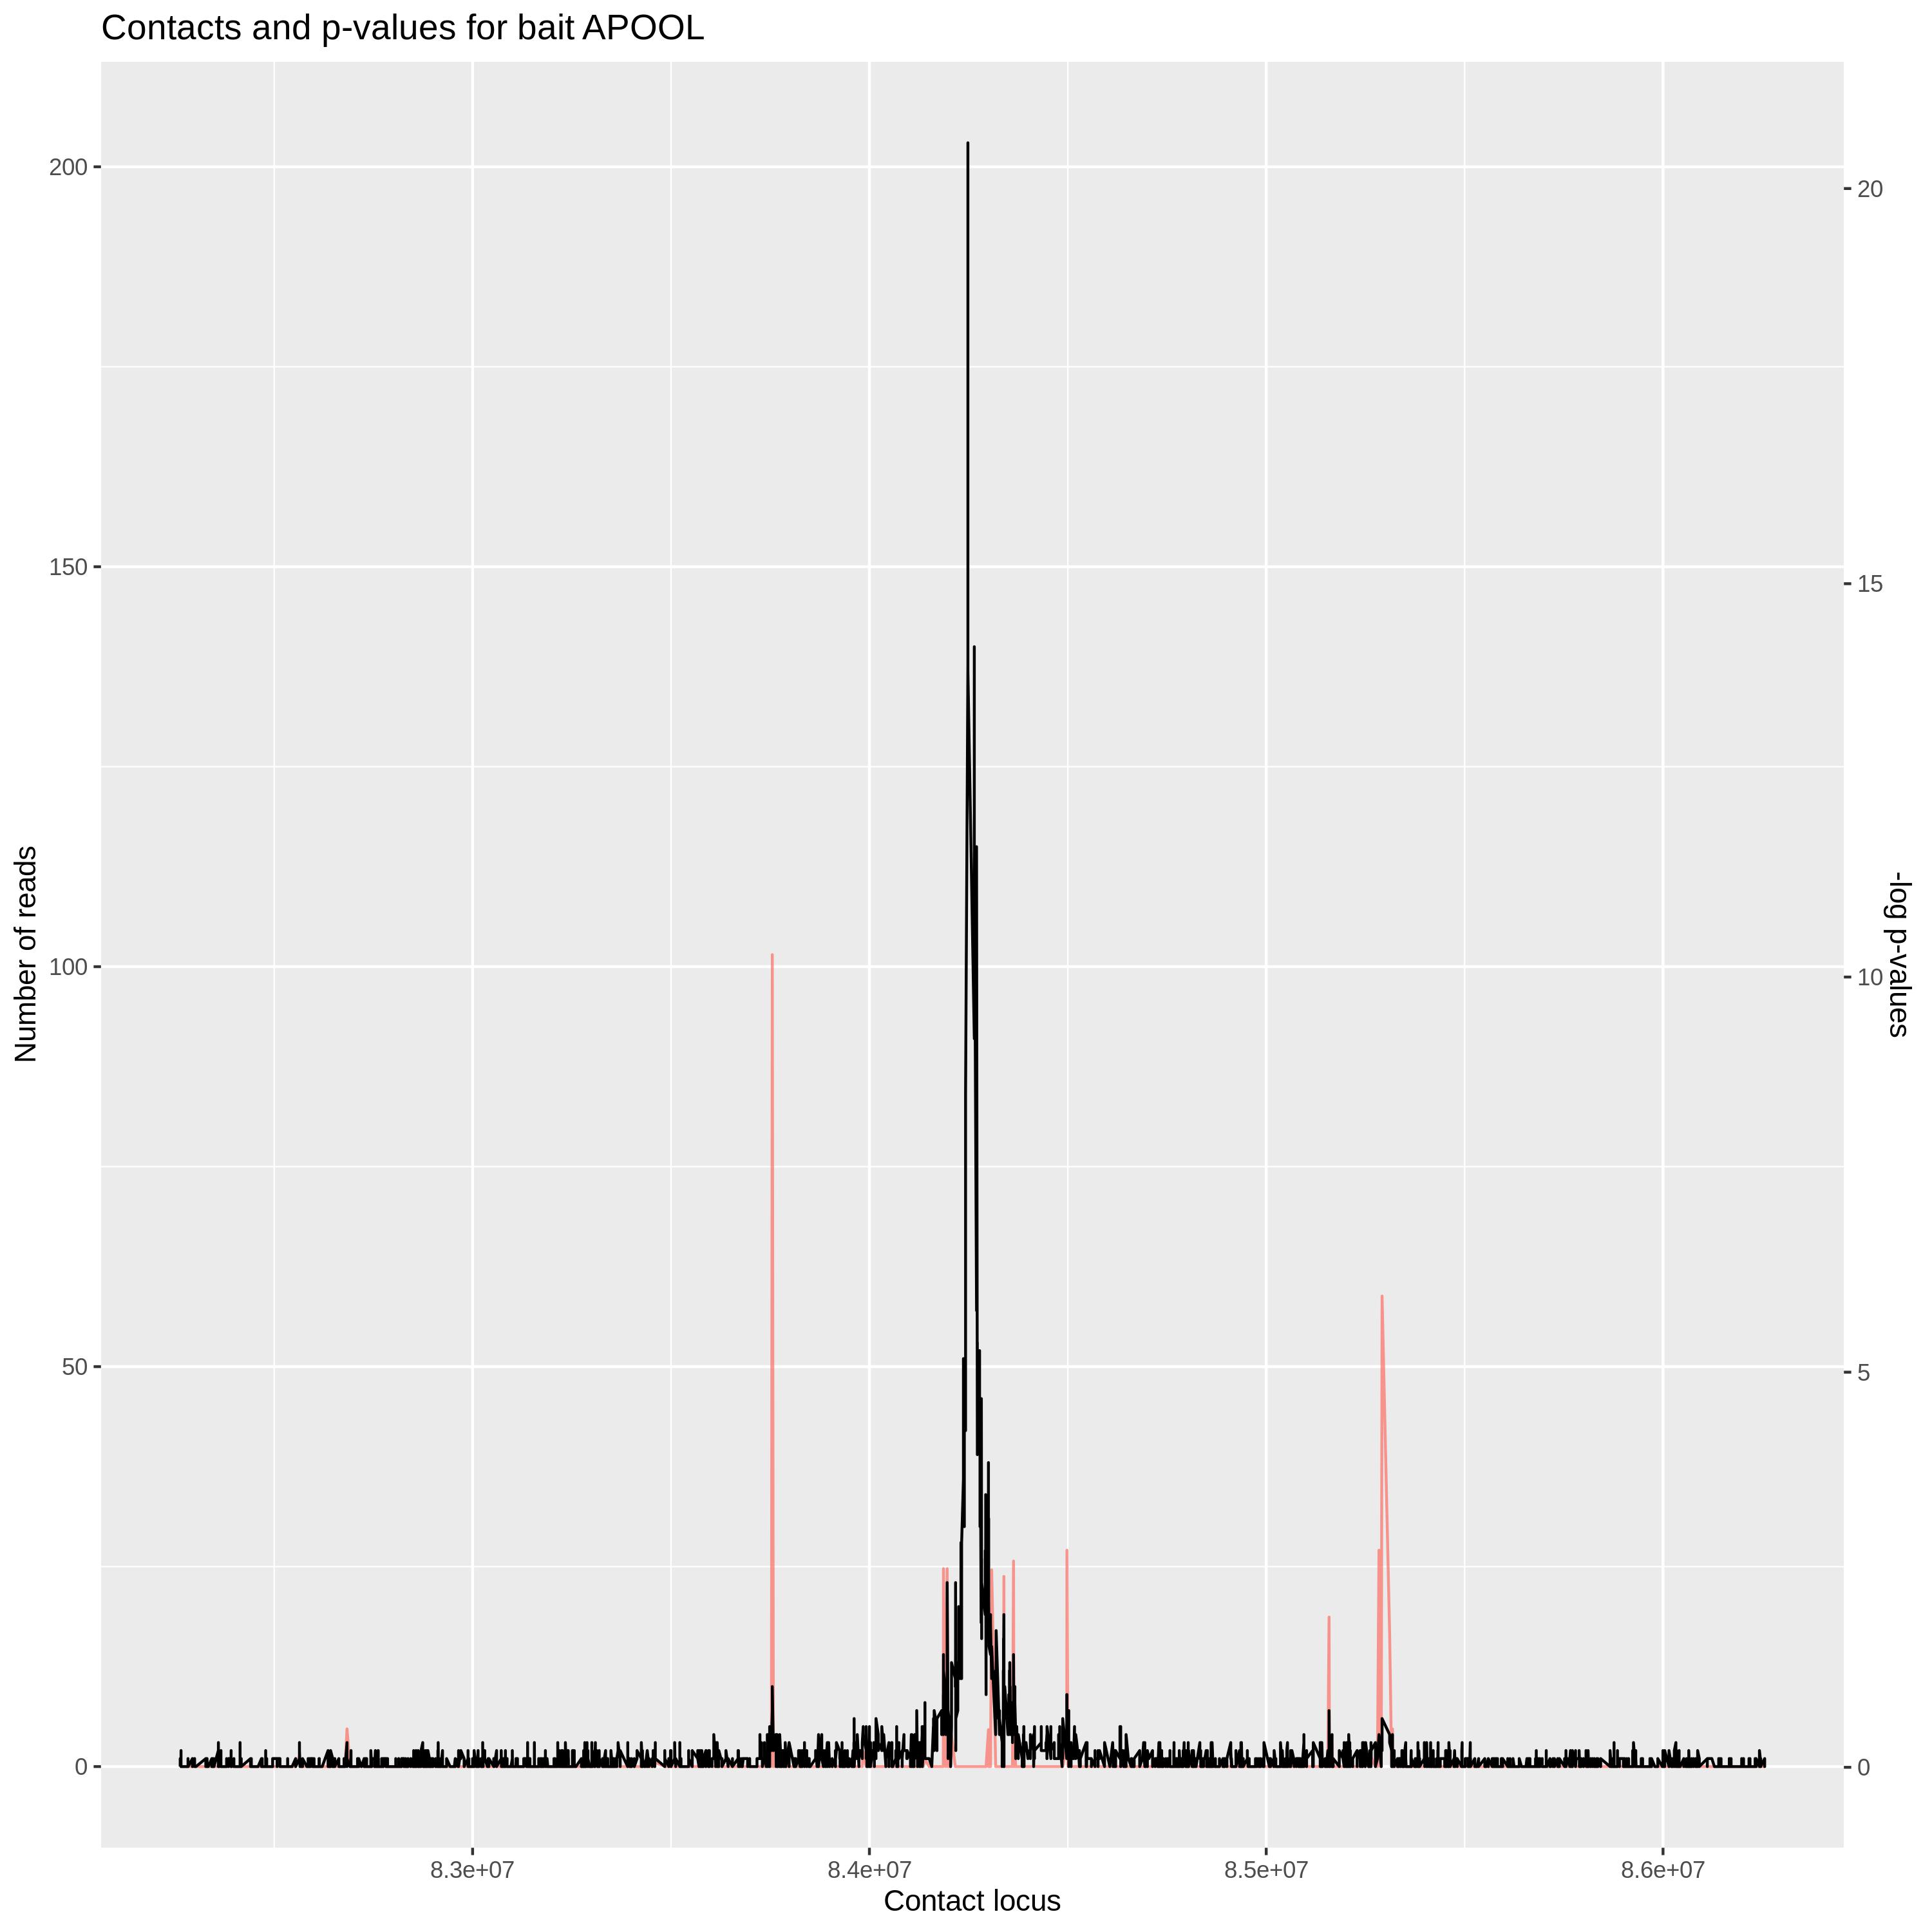 Contacts and p-values for bait APOOL
200
150
100
50
0
20
15
10
5
0
Number of reads
-log p-values
8.3e+07
8.4e+07
8.5e+07
8.6e+07
Contact locus